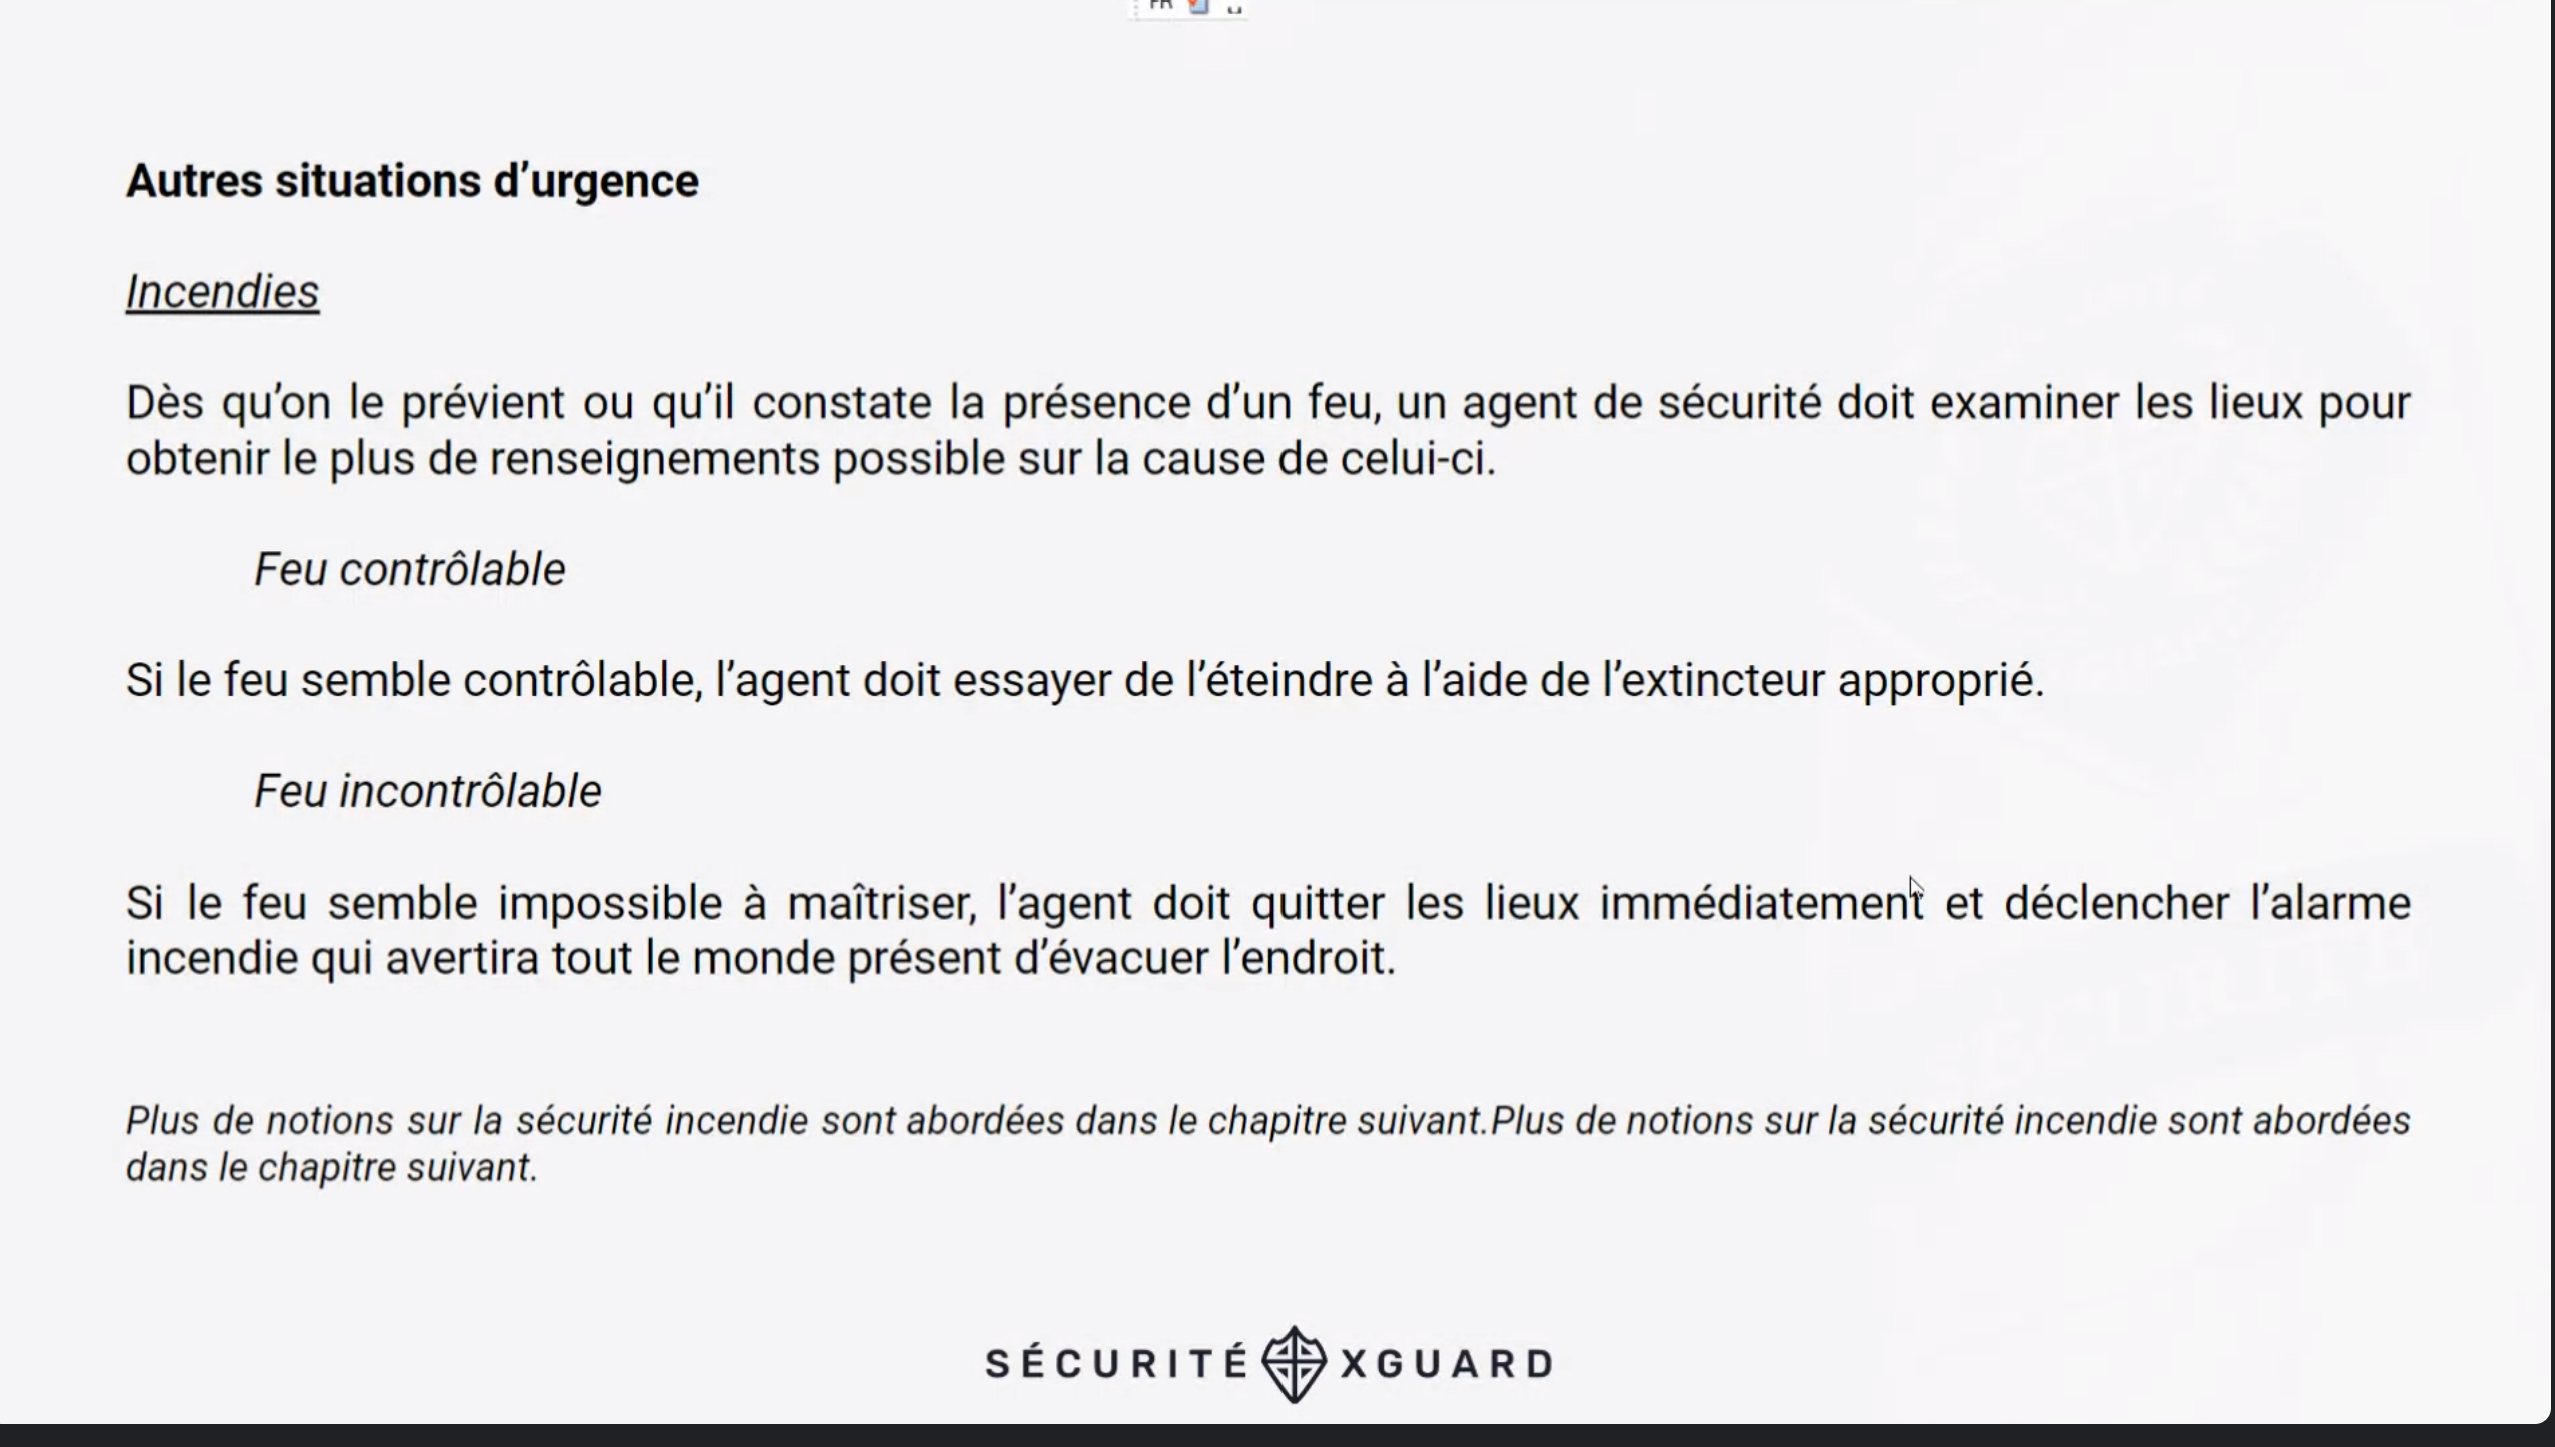 FR
Autres situations d’urgence
Incendies
Dès qu’on le prévient ou qu’il constate la présence d’un feu, un agent de sécurité doit examiner les lieux pour
obtenir le plus de renseignements possible sur la cause de celui-ci.
Feu contrôlable
Si le feu semble contrôlable, l’agent doit essayer de l’éteindre à l’aide de l’extincteur approprié.
Feu incontrôlable
Si le feu semble impossible à maîtriser, l’agent doit quitter les lieux immédiatement et déclencher l’alarme
incendie qui avertira tout le monde présent d’évacuer l’endroit.
Plus de notions sur la sécurité incendie sont abordées dans le chapitre suivant.Plus de notions sur la sécurité incendie sont abordées
dans le chapitre suivant.
SÉCURITÉ XGUARD